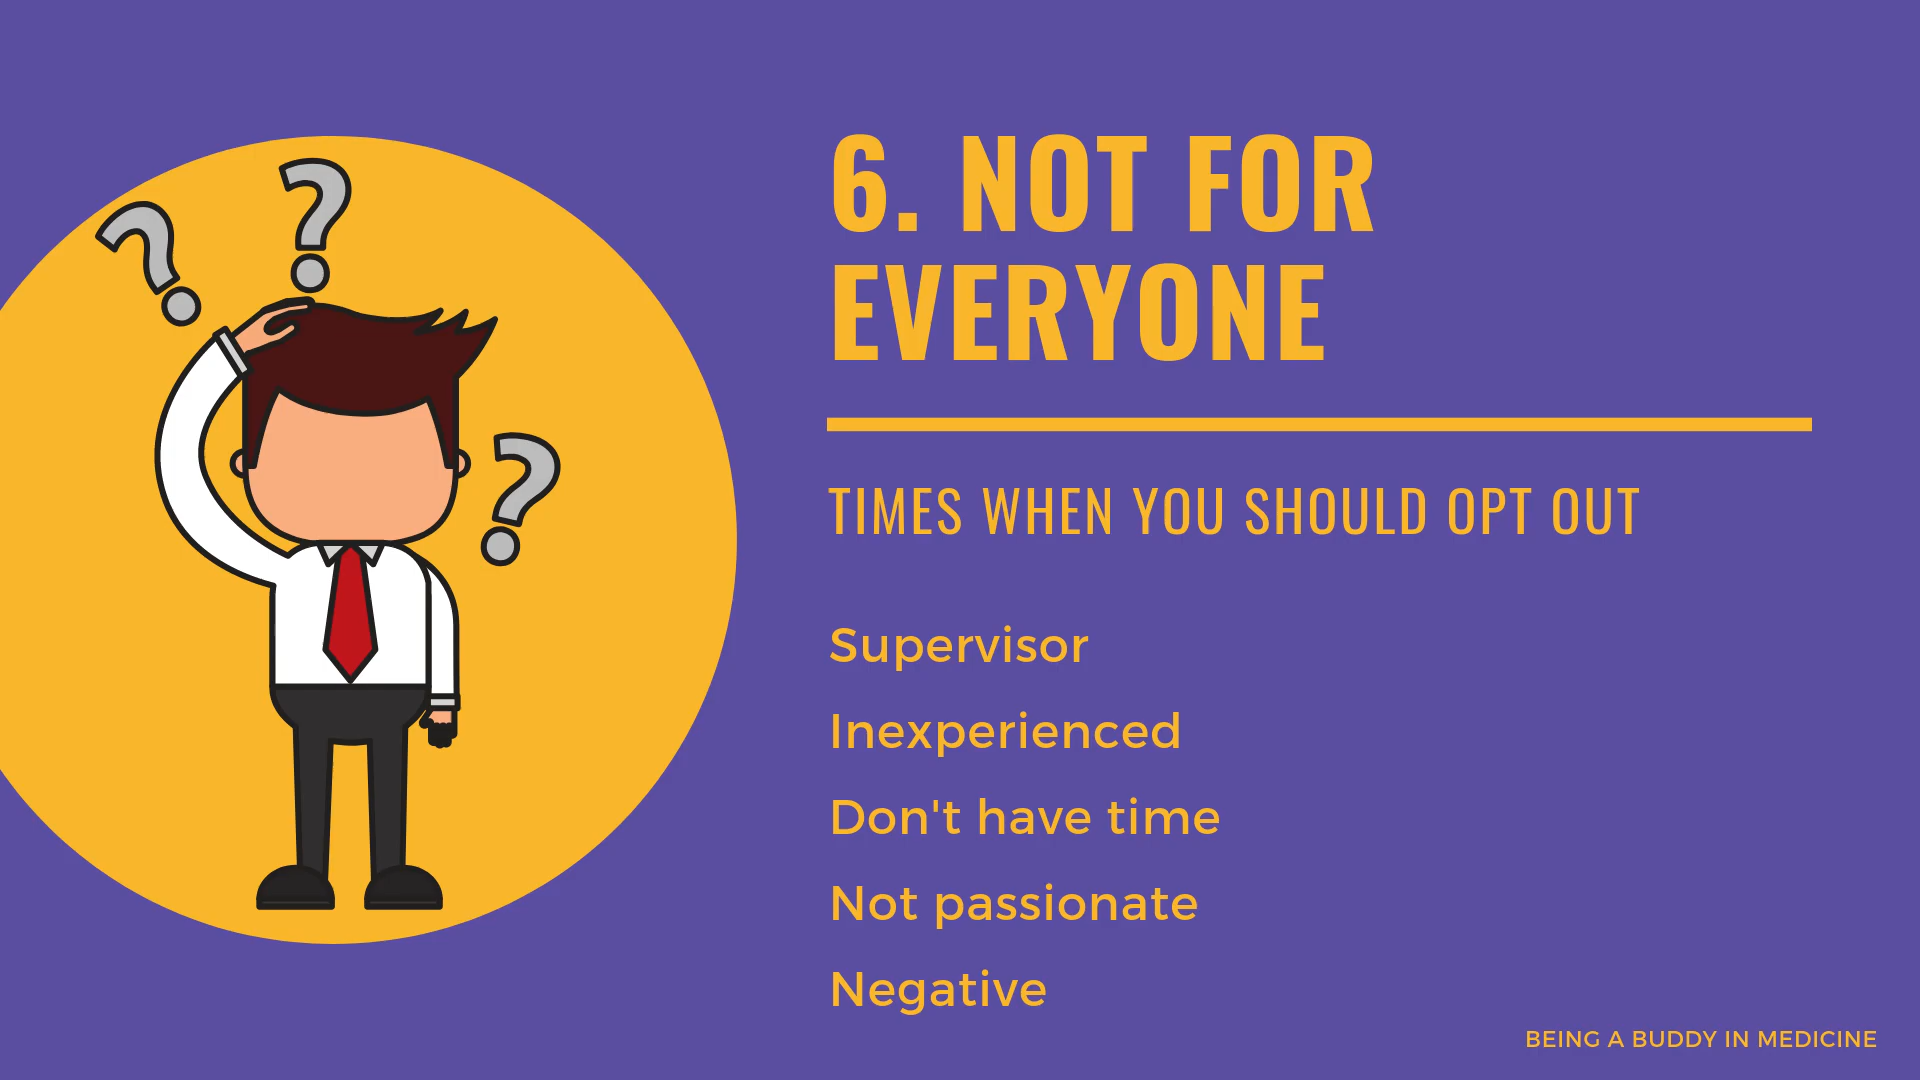 ?
?
?
6. NOT FOR
EVERYONE
TIMES WHEN YOU SHOULD OPT OUT
Supervisor
Inexperienced
Don't have time
Not passionate
Negative
BEING A BUDDY IN MEDICINE